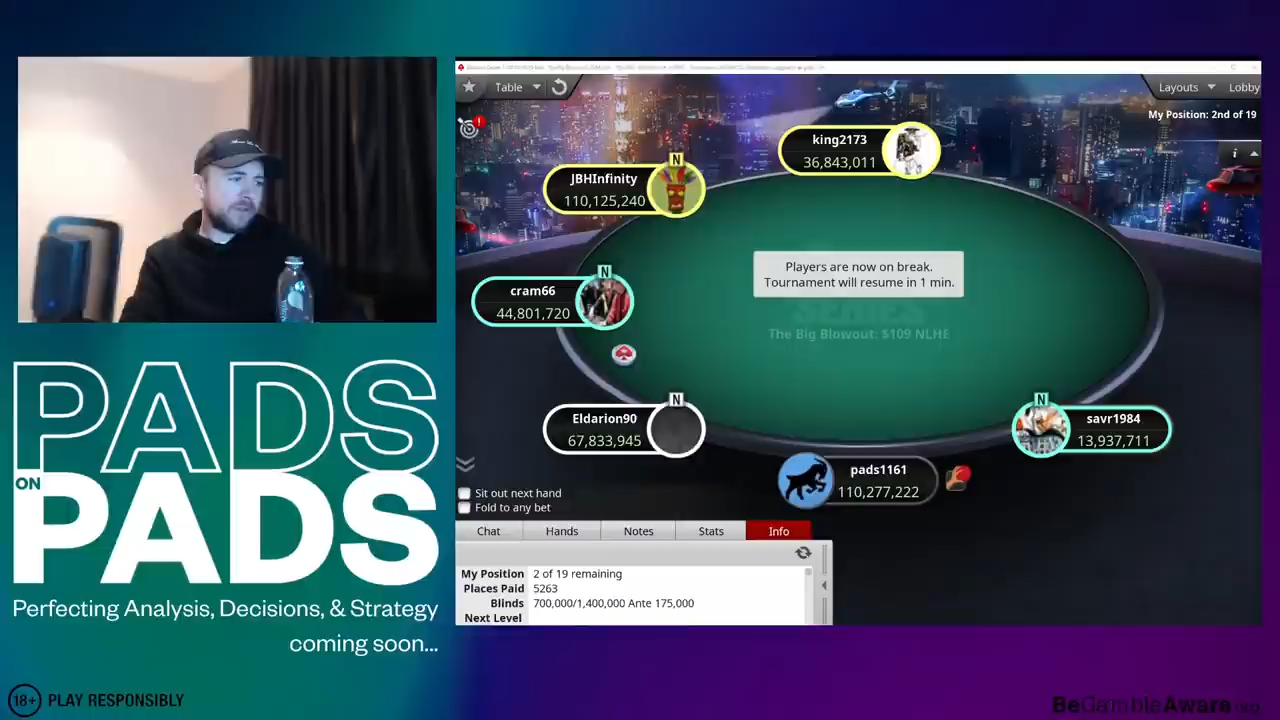 Table
Layouts
Lobby
My Position: 2nd of 19
!
i
king2173
36,843,011
N
JBHInfinity
110,125,240
N
cram66
44,801,720
Players are now on break.
Tournament will resume in 1 min.
SERIES
The Big Blowout: $109 NLHE
N
Eldarion90
67,833,945
N
savr1984
13,937,711
pads1161
110,277,222
Sit out next hand
Fold to any bet
Chat
Hands
Notes
Stats
Info
My Position 2 of 19 remaining
Places Paid 5263
Blinds 700,000/1,400,000 Ante 175,000
Next Level
PADS
ON
PADS
Perfecting Analysis, Decisions, & Strategy
coming soon...
18+ PLAY RESPONSIBLY
BeGambleAware.org